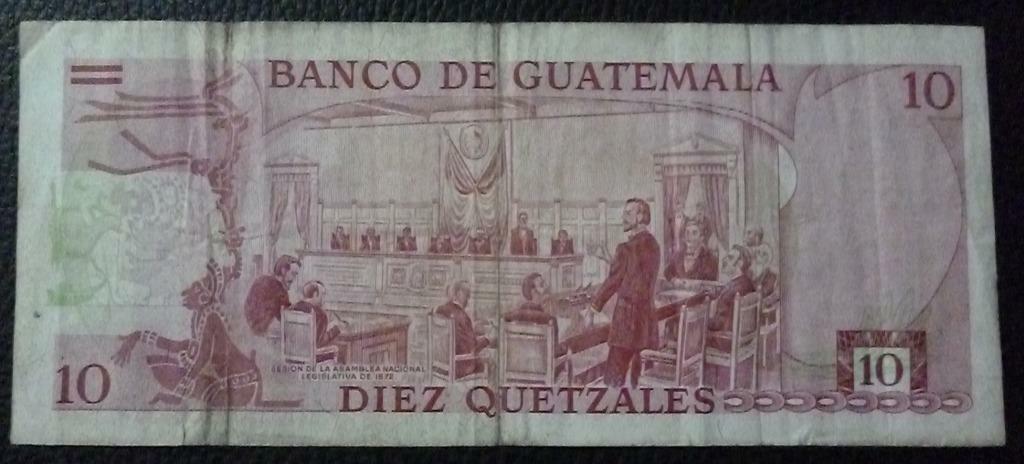 BANCO DE GUATEMALA
10
SESION DE LA ASAMBLEA NACIONAL
LEGISLATIVA DE 1872
10
10
DIEZ QUETZALES